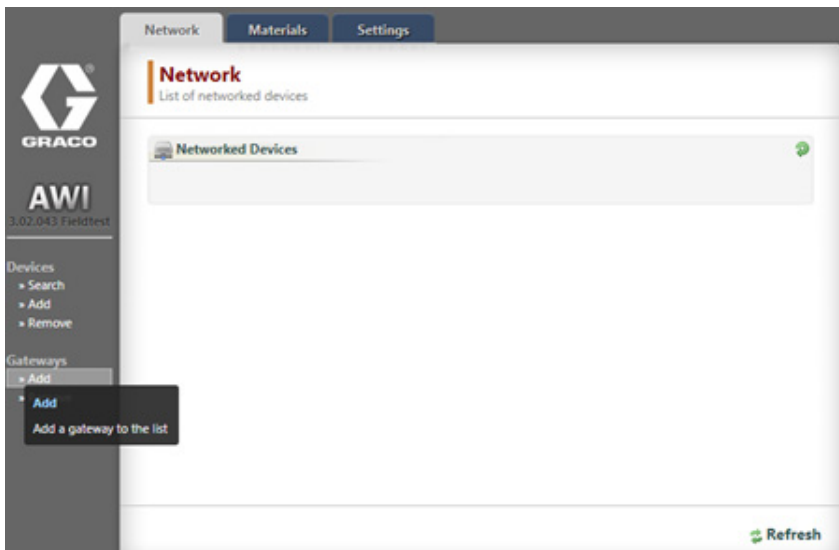 Network
Materials
Settings
GRACO
AWI
3.02.043 Fieldtest
Network
List of networked devices
Networked Devices
Devices
» Search
» Add
» Remove
Gateways
» Add
Add
Add a gateway to the list
Refresh